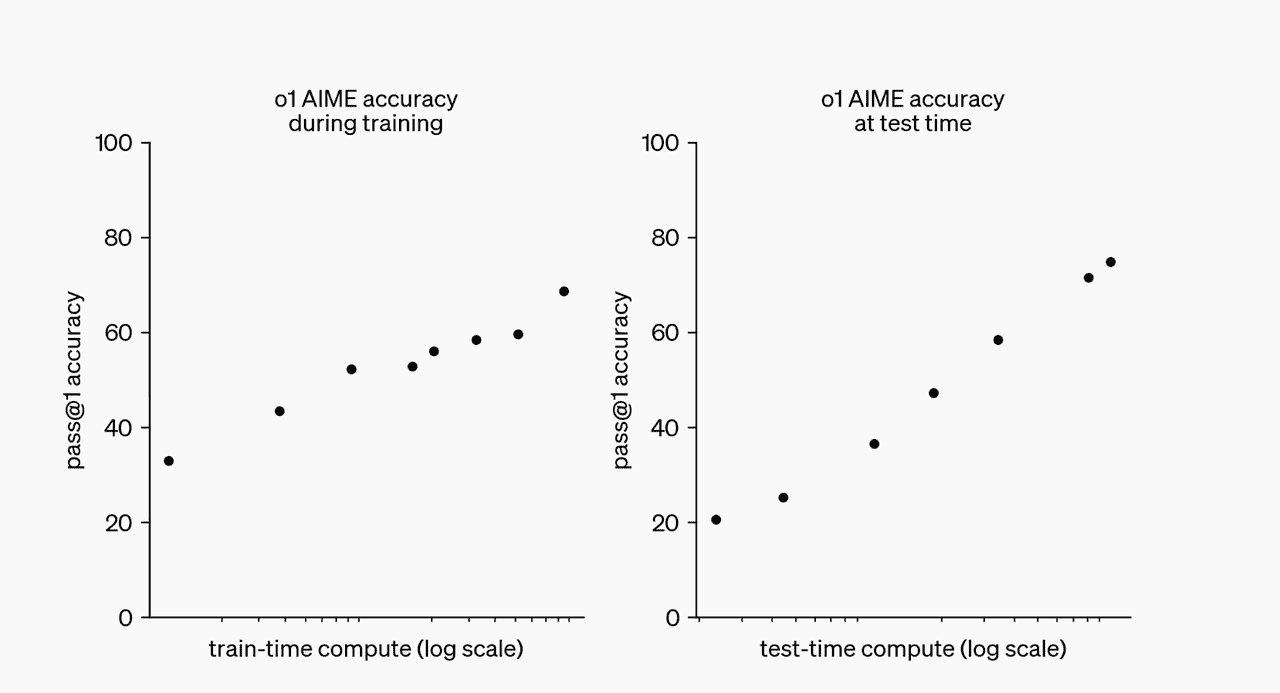 o1 AIME accuracy
during training
100
80
60
40
20
0
pass@1 accuracy
train-time compute (log scale)
o1 AIME accuracy
at test time
100
80
60
40
20
0
pass@1 accuracy
test-time compute (log scale)